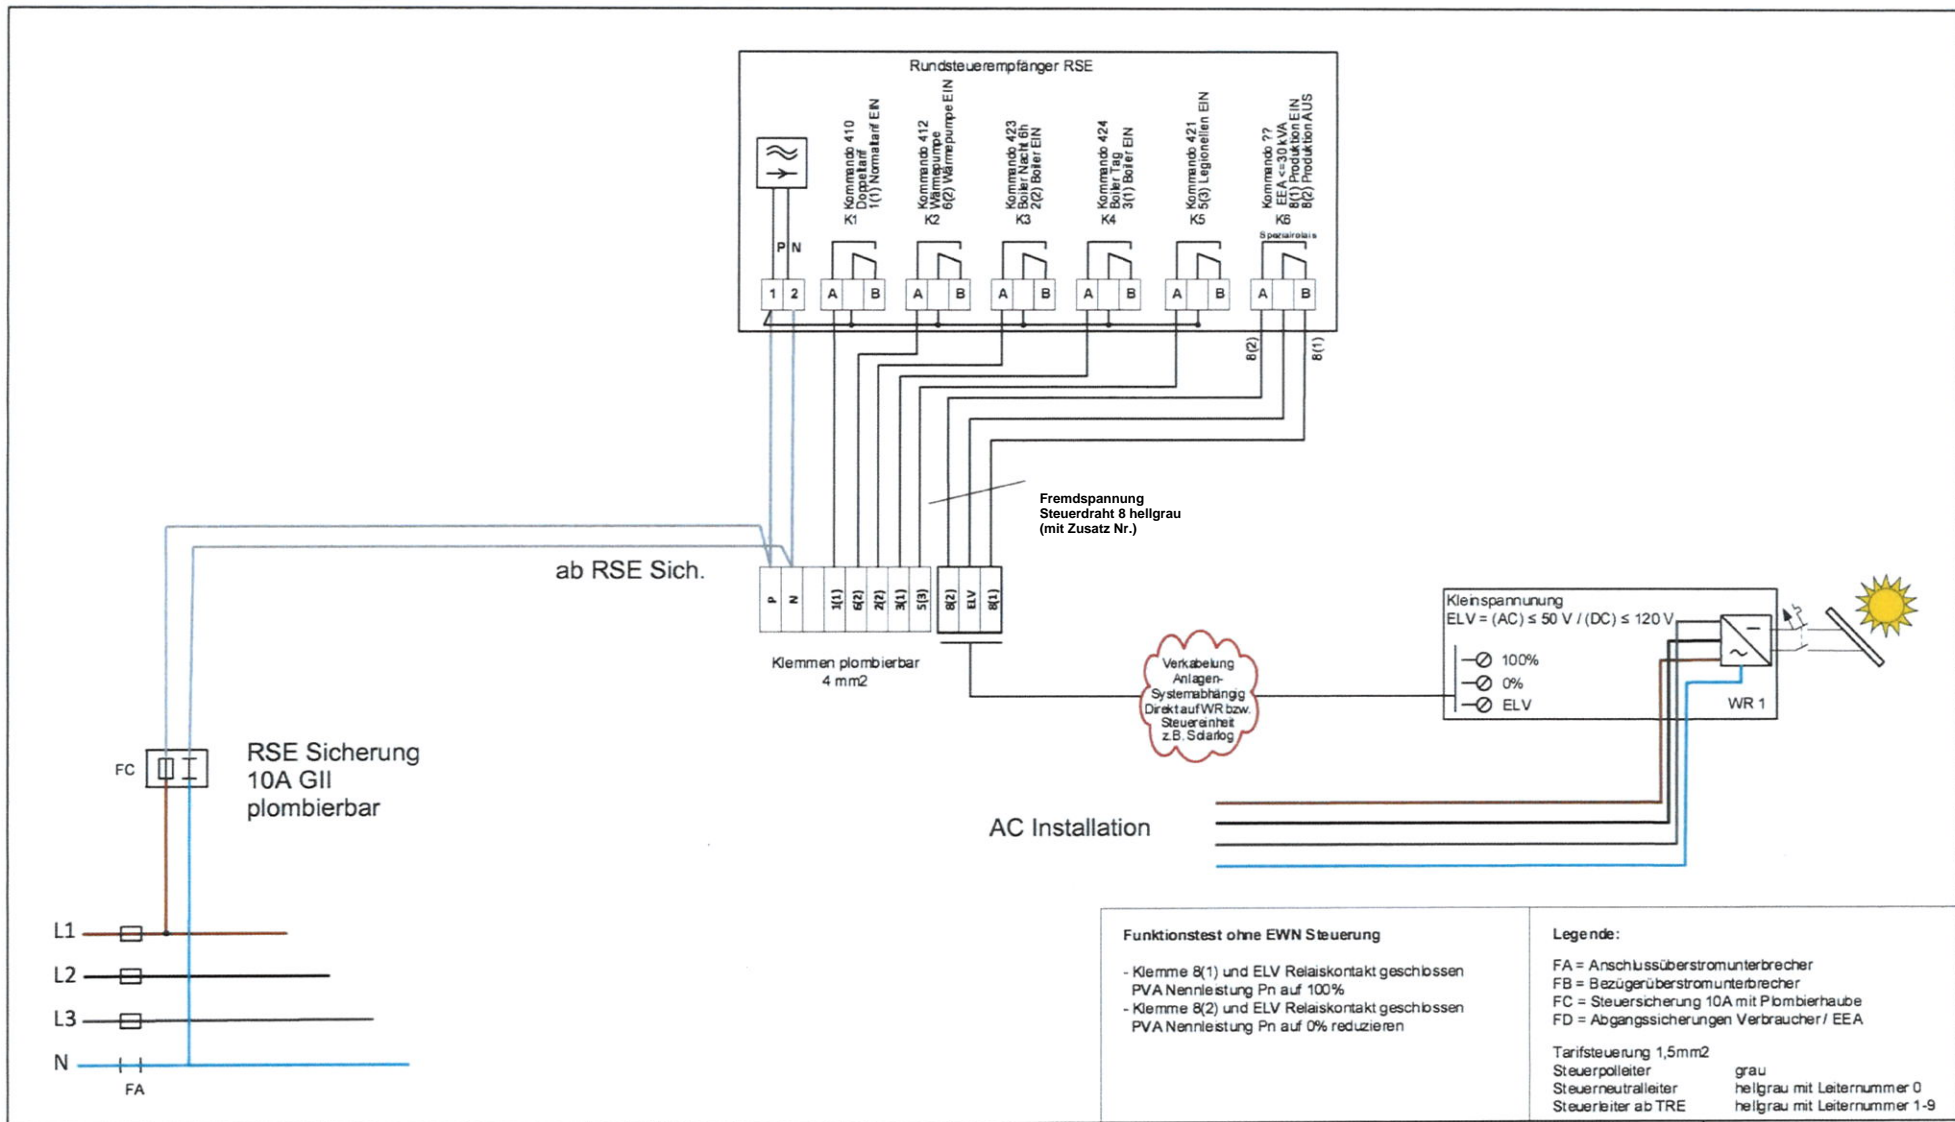 Rundsteuerempfänger RSE
Kommando 410
Doppeltarif
1(1) Normaltarif EIN
K1
Kommando 412
Wärmepumpe
6(2) Wärmepumpe EIN
K2
Kommando 423
Boiler Nacht 6h
2(2) Boiler EIN
K3
Kommando 424
Boiler Tag
3(1) Boiler EIN
K4
Kommando 421
5(3) Legionellen EIN
K5
Kommando ??
EEA <=30 kVA
8(1) Produktion EIN
8(2) Produktion AUS
K6
Spezialrelais
P N
1 2 A B A B A B A B A B A B
8(2) 8(1)
Fremdspannung
Steuerdraht 8 hellgrau
(mit Zusatz Nr.)
ab RSE Sich.
P N 1(1) 6(2) 2(2) 3(1) 5(3) 8(2) ELV 8(1)
Klemmen plombierbar
4 mm2
Verkabelung
Anlagen-
Systemabhängig
Direkt auf WR bzw.
Steuereinheit
z.B. Solarlog
Kleinspannunung
ELV = (AC) ≤ 50 V / (DC) ≤ 120 V
100%
0%
ELV
WR 1
FC
RSE Sicherung
10A GII
plombierbar
AC Installation
L1
L2
L3
N
FA
Funktionstest ohne EWN Steuerung
- Klemme 8(1) und ELV Relaiskontakt geschlossen
PVA Nennleistung Pn auf 100%
- Klemme 8(2) und ELV Relaiskontakt geschlossen
PVA Nennleistung Pn auf 0% reduzieren
Legende:
FA = Anschlussüberstromunterbrecher
FB = Bezügerüberstromunterbrecher
FC = Steuersicherung 10A mit Plombierhaube
FD = Abgangssicherungen Verbraucher / EEA
Tarifsteuerung 1,5mm2
Steuerpolleiter grau
Steuerneutralleiter hellgrau mit Leiternummer 0
Steuerleiter ab TRE hellgrau mit Leiternummer 1-9